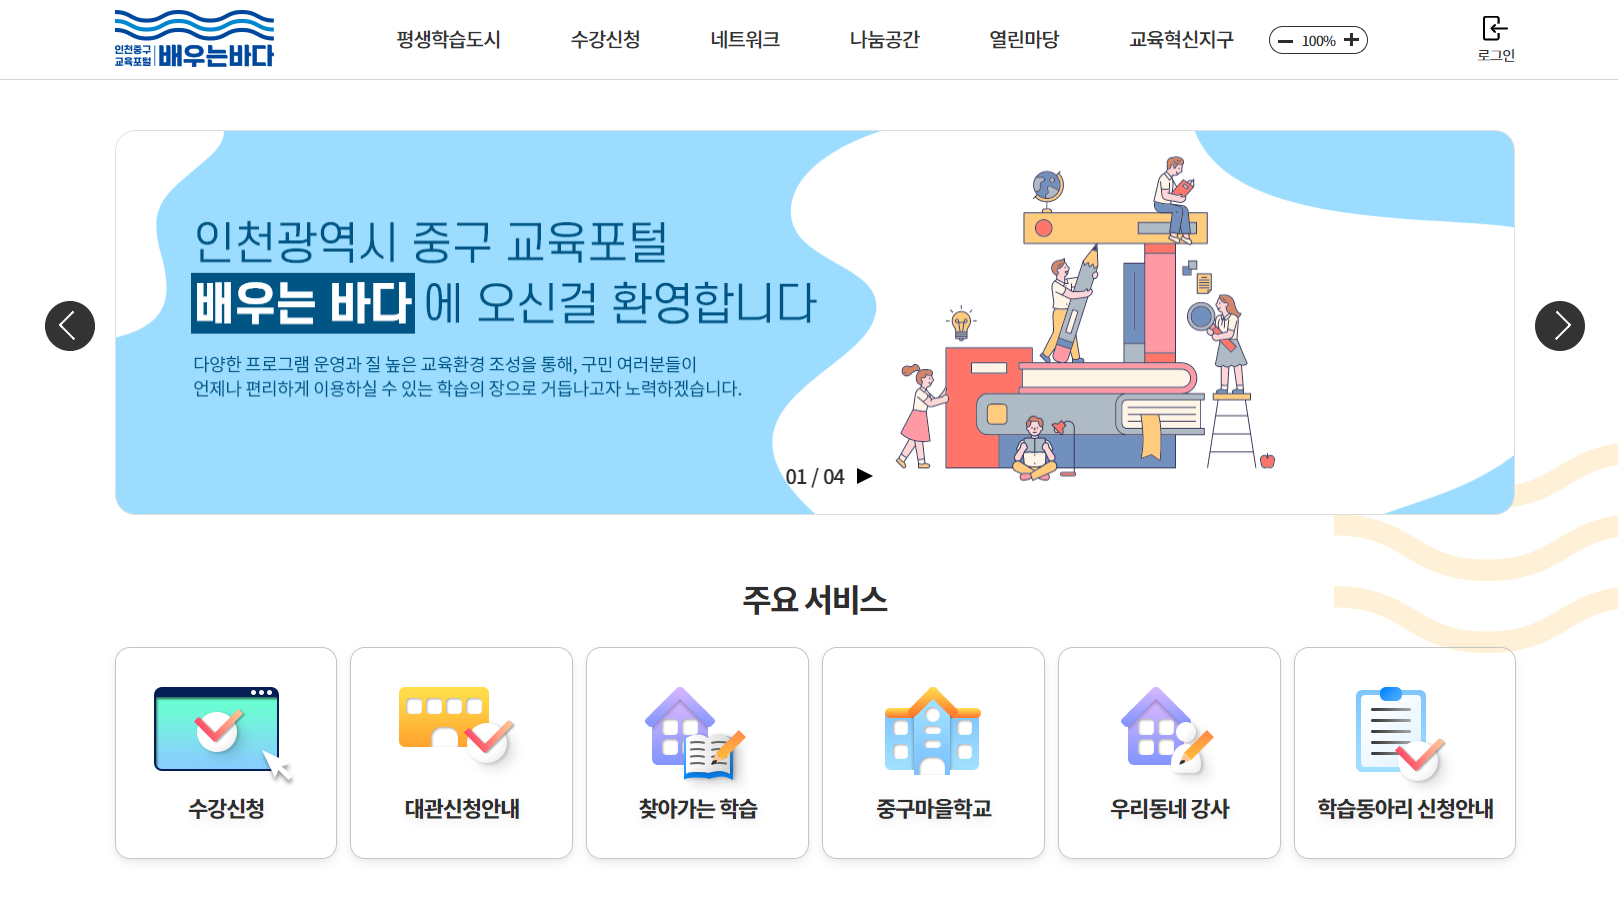 인천중구
교육포털
배우는바다
평생학습도시
수강신청
네트워크
나눔공간
열린마당
교육혁신지구
100%
로그인
인천광역시 중구 교육포털
배우는 바다에 오신걸 환영합니다
다양한 프로그램 운영과 질 높은 교육환경 조성을 통해, 구민 여러분들이
언제나 편리하게 이용하실 수 있는 학습의 장으로 거듭나고자 노력하겠습니다.
01 / 04
주요 서비스
수강신청
대관신청안내
찾아가는 학습
중구마을학교
우리동네 강사
학습동아리 신청안내